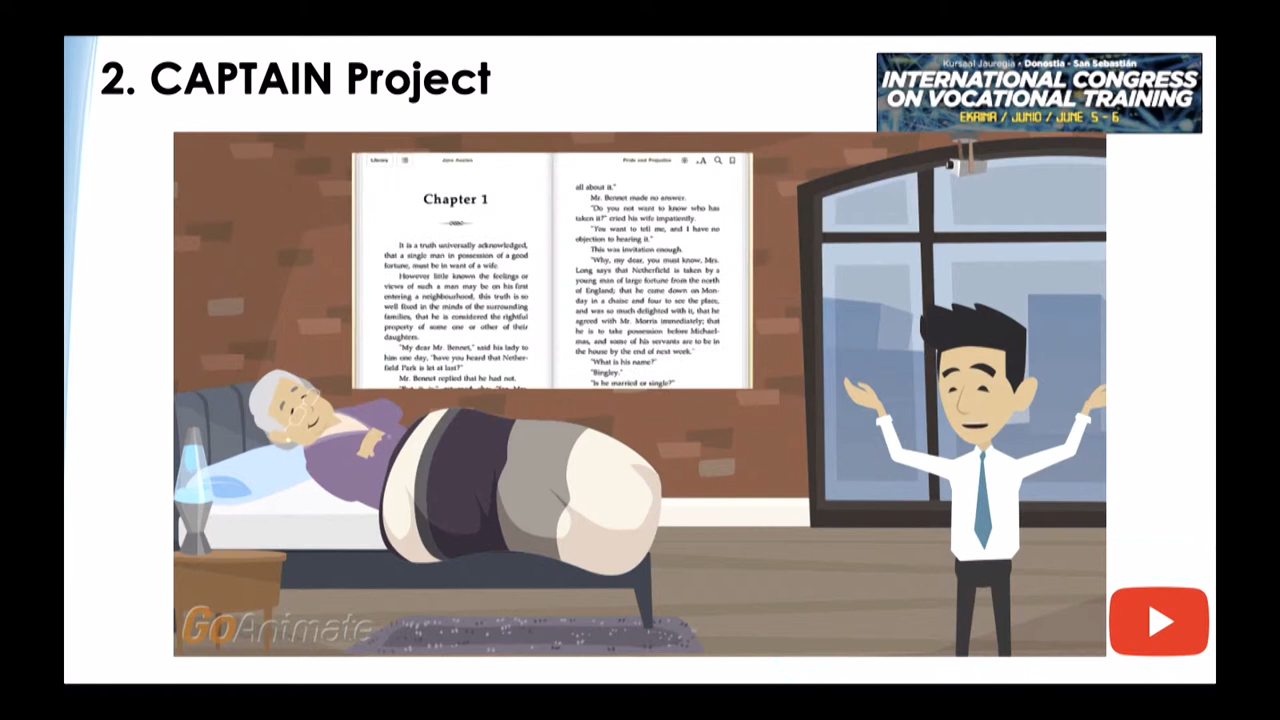 2. CAPTAIN Project
Kursaal Jauregia • Donostia - San Sebastián
INTERNATIONAL CONGRESS
ON VOCATIONAL TRAINING
EKAINA / JUNIO / JUNE 5 - 6
Library
Jane Austen
Chapter 1
It is a truth universally acknowledged,
that a single man in possession of a good
fortune, must be in want of a wife.
However little known the feelings or
views of such a man may be on his first
entering a neighbourhood, this truth is so
well fixed in the minds of the surrounding
families, that he is considered the rightful
property of some one or other of their
daughters.
"My dear Mr. Bennet," said his lady to
him one day, "have you heard that Nether-
field Park is let at last?"
Mr. Bennet replied that he had not.
Pride and Prejudice
AA
all about it."
Mr. Bennet made no answer.
"Do you not want to know who has
taken it?" cried his wife impatiently.
"You want to tell me, and I have no
objection to hearing it."
This was invitation enough.
"Why, my dear, you must know, Mrs.
Long says that Netherfield is taken by a
young man of large fortune from the north
of England; that he came down on Mon-
day in a chaise and four to see the place,
and was so much delighted with it, that he
agreed with Mr. Morris immediately; that
he is to take possession before Michael-
mas, and some of his servants are to be in
the house by the end of next week."
"What is his name?"
"Bingley."
"Is he married or single?"
GoAnimate